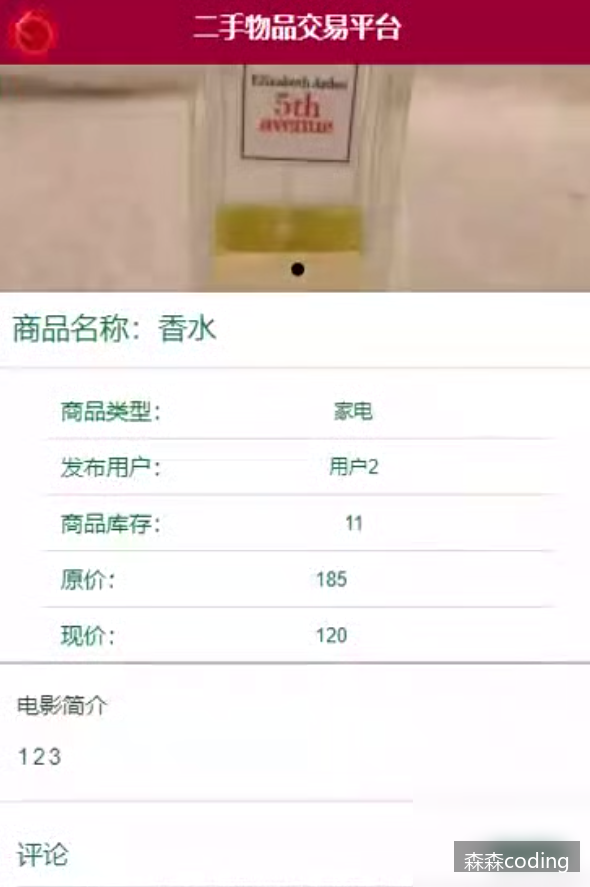 二手物品交易平台
Elizabeth Arden
5th
avenue
商品名称：香水
商品类型： 家电
发布用户： 用户2
商品库存： 11
原价： 185
现价： 120
电影简介
123
评论
森森coding